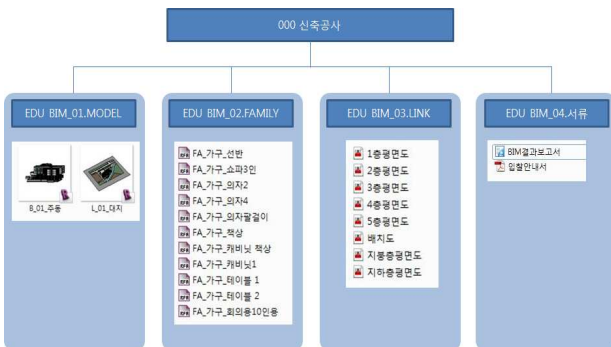 000 신축공사
EDU BIM_01.MODEL
B_01_주동
L_01_대지
EDU BIM_02.FAMILY
FA_가구_선반
FA_가구_쇼파3인
FA_가구_의자2
FA_가구_의자4
FA_가구_의자팔걸이
FA_가구_책상
FA_가구_캐비닛 책상
FA_가구_캐비닛1
FA_가구_테이블 1
FA_가구_테이블 2
FA_가구_회의용10인용
EDU BIM_03.LINK
1층평면도
2층평면도
3층평면도
4층평면도
5층평면도
배치도
지붕층평면도
지하층평면도
EDU BIM_04.서류
BIM결과보고서
입찰안내서